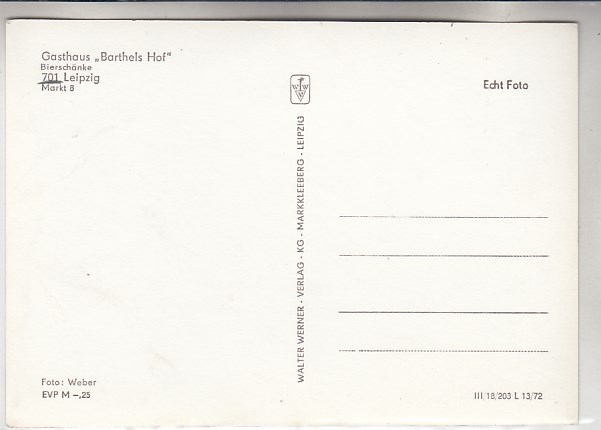 Gasthaus „Barthels Hof“
Bierschänke
701 Leipzig
Markt 8
Echt Foto
WALTER WERNER - VERLAG - KG - MARKKLEEBERG - LEIPZIG
Foto: Weber
EVP M –,25
III/18/203 L 13/72